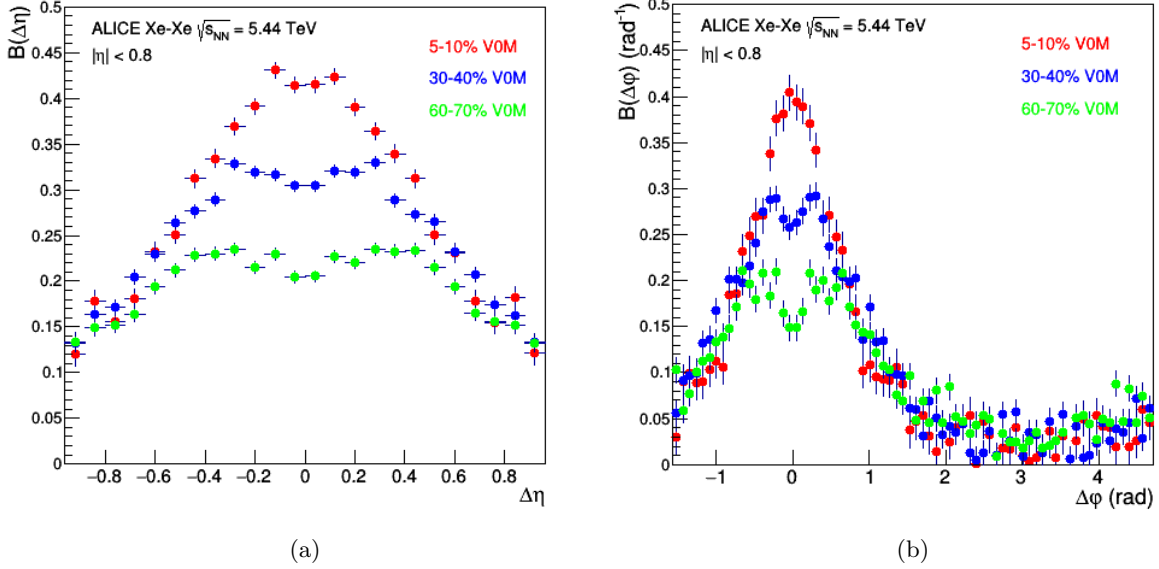 B(Δη)
ALICE Xe-Xe √sNN = 5.44 TeV
|η| < 0.8
5-10% V0M
30-40% V0M
60-70% V0M
0.5
0.45
0.4
0.35
0.3
0.25
0.2
0.15
0.1
0.05
0
−0.8 −0.6 −0.4 −0.2 0 0.2 0.4 0.6 0.8
Δη
(a)
B(Δφ) (rad⁻¹)
ALICE Xe-Xe √sNN = 5.44 TeV
|η| < 0.8
5-10% V0M
30-40% V0M
60-70% V0M
0.5
0.45
0.4
0.35
0.3
0.25
0.2
0.15
0.1
0.05
0
−1 0 1 2 3 4
Δφ (rad)
(b)